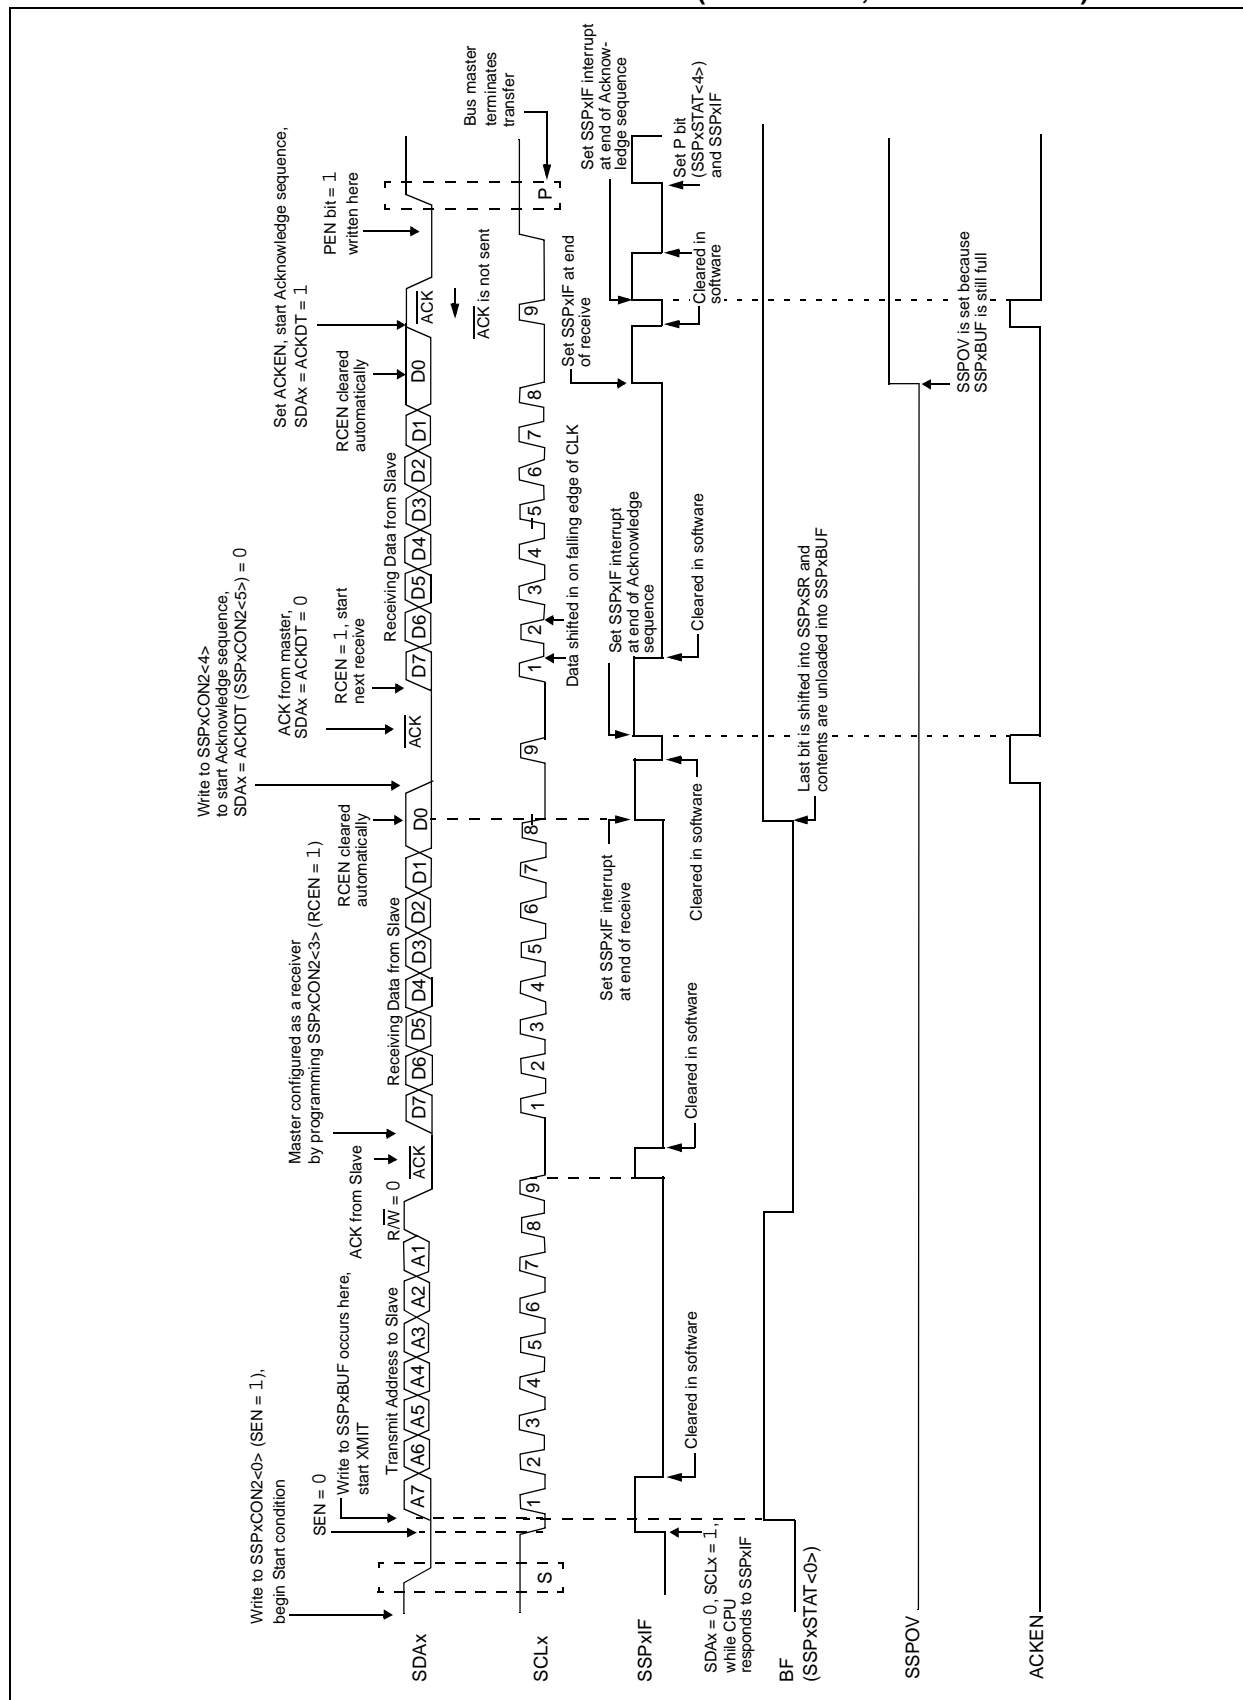 Write to SSPxCON2<0> (SEN = 1),
begin Start condition
SEN = 0
Write to SSPxBUF occurs here,
start XMIT
Transmit Address to Slave
R/W = 0
ACK from Slave
Master configured as a receiver
by programming SSPxCON2<3> (RCEN = 1)
Receiving Data from Slave
RCEN cleared
automatically
Write to SSPxCON2<4>
to start Acknowledge sequence,
SDAx = ACKDT (SSPxCON2<5>) = 0
ACK from master,
SDAx = ACKDT = 0
RCEN = 1, start
next receive
Receiving Data from Slave
RCEN cleared
automatically
Set ACKEN, start Acknowledge sequence,
SDAx = ACKDT = 1
PEN bit = 1
written here
SDAx
A7 A6 A5 A4 A3 A2 A1 ACK D7 D6 D5 D4 D3 D2 D1 D0 ACK D7 D6 D5 D4 D3 D2 D1 D0 ACK
ACK is not sent
Bus master
terminates
transfer
SCLx
S 1 2 3 4 5 6 7 8 9 1 2 3 4 5 6 7 8 9 1 2 3 4 5 6 7 8 9 P
Data shifted in on falling edge of CLK
Set SSPxIF interrupt
at end of receive
Set SSPxIF interrupt
at end of Acknowledge
sequence
Set SSPxIF at end
of receive
Set SSPxIF interrupt
at end of Acknow-
ledge sequence
SSPxIF
SDAx = 0, SCLx = 1,
while CPU
responds to SSPxIF
Cleared in software
Cleared in software
Cleared in software
Cleared in software
Cleared in
software
Set P bit
(SSPxSTAT<4>)
and SSPxIF
BF
(SSPxSTAT<0>)
Last bit is shifted into SSPxSR and
contents are unloaded into SSPxBUF
SSPOV
SSPOV is set because
SSPxBUF is still full
ACKEN